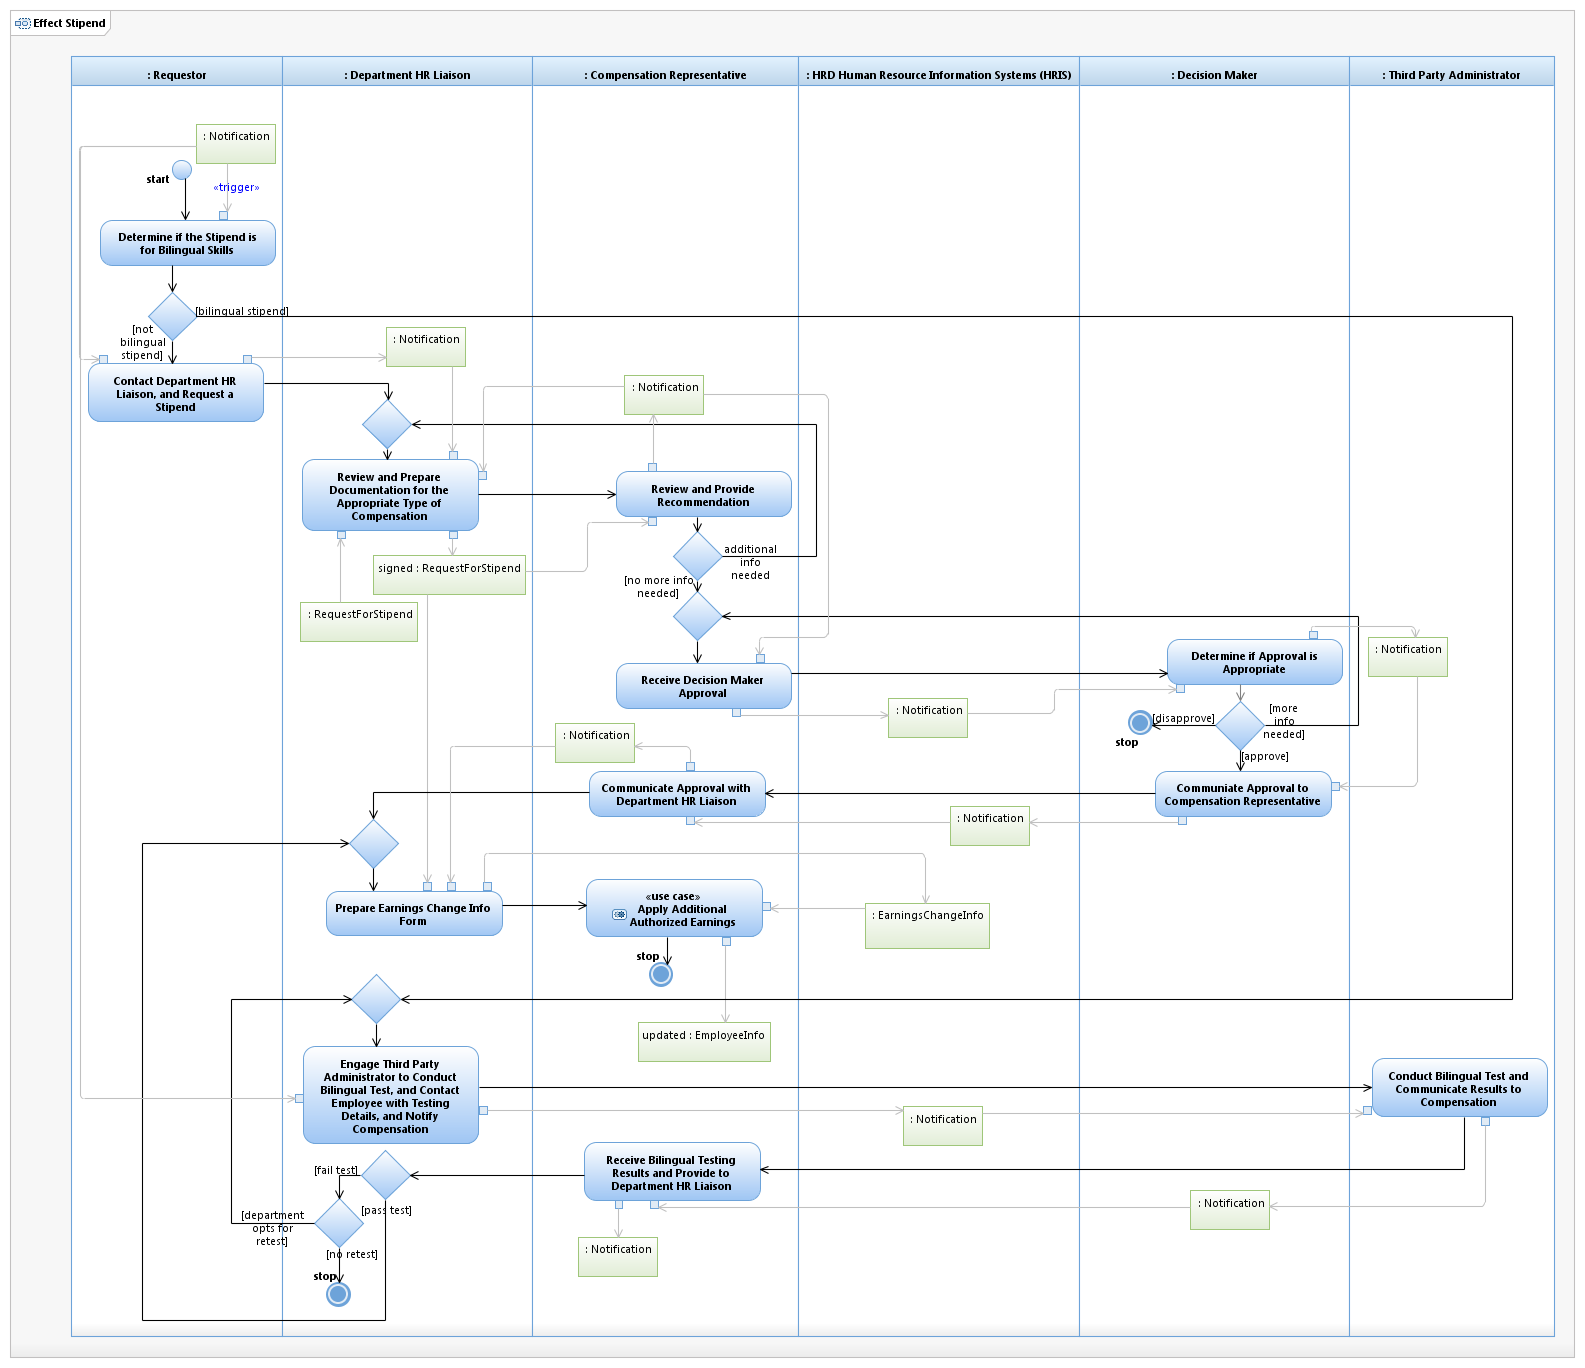 Effect Stipend
: Requestor
: Department HR Liaison
: Compensation Representative
: HRD Human Resource Information Systems (HRIS)
: Decision Maker
: Third Party Administrator
: Notification
start
«trigger»
Determine if the Stipend is
for Bilingual Skills
[bilingual stipend]
[not
bilingual
stipend]
: Notification
Contact Department HR
Liaison, and Request a
Stipend
: Notification
Review and Prepare
Documentation for the
Appropriate Type of
Compensation
Review and Provide
Recommendation
additional
info
needed
signed : RequestForStipend
[no more info
needed]
: RequestForStipend
Determine if Approval is
Appropriate
: Notification
Receive Decision Maker
Approval
: Notification
[disapprove]
[more
info
needed]
stop
: Notification
[approve]
Communicate Approval with
Department HR Liaison
Communiate Approval to
Compensation Representative
: Notification
Prepare Earnings Change Info
Form
«use case»
Apply Additional
Authorized Earnings
: EarningsChangeInfo
stop
updated : EmployeeInfo
Engage Third Party
Administrator to Conduct
Bilingual Test, and Contact
Employee with Testing
Details, and Notify
Compensation
Conduct Bilingual Test and
Communicate Results to
Compensation
: Notification
Receive Bilingual Testing
Results and Provide to
Department HR Liaison
[fail test]
: Notification
[pass test]
[department
opts for
retest]
[no retest]
: Notification
stop